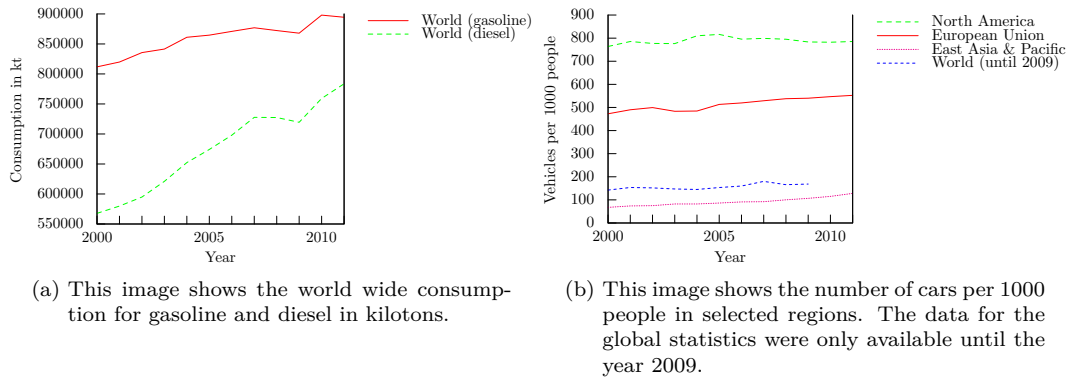 900000
850000
800000
750000
700000
650000
600000
550000
Consumption in kt
2000
2005
2010
Year
World (gasoline)
World (diesel)
(a) This image shows the world wide consump-
tion for gasoline and diesel in kilotons.
900
800
700
600
500
400
300
200
100
0
Vehicles per 1000 people
2000
2005
2010
Year
North America
European Union
East Asia & Pacific
World (until 2009)
(b) This image shows the number of cars per 1000
people in selected regions. The data for the
global statistics were only available until the
year 2009.